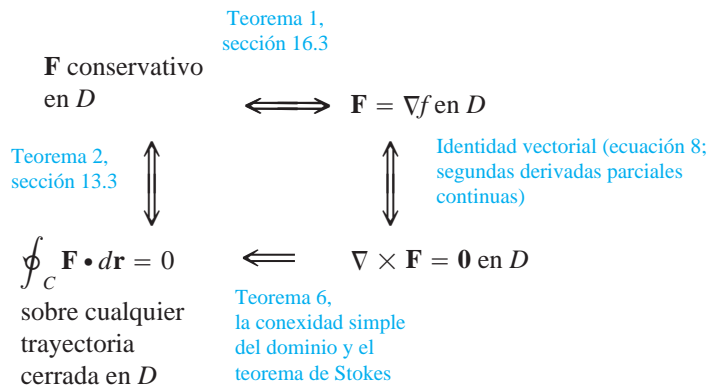 Teorema 1,
sección 16.3
F conservativo
en D
⟺ F = ∇f en D
Teorema 2,
sección 13.3
⇕
⇕
Identidad vectorial (ecuación 8;
segundas derivadas parciales
continuas)
∮_C F • dr = 0
⟸ ∇ × F = 0 en D
sobre cualquier
trayectoria
cerrada en D
Teorema 6,
la conexidad simple
del dominio y el
teorema de Stokes